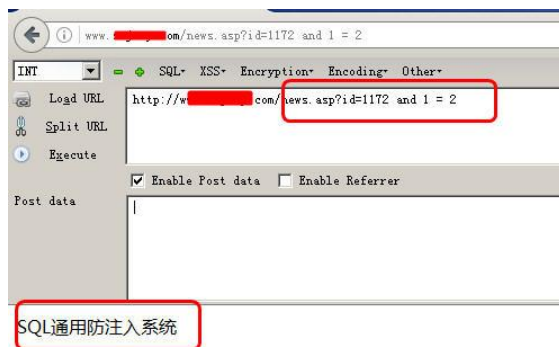 www. om/news.asp?id=1172 and 1 = 2
INT SQL▾ XSS▾ Encryption▾ Encoding▾ Other▾
Load URL http://w com/news.asp?id=1172 and 1 = 2
Split URL
Execute
Enable Post data Enable Referrer
Post data
SQL通用防注入系统